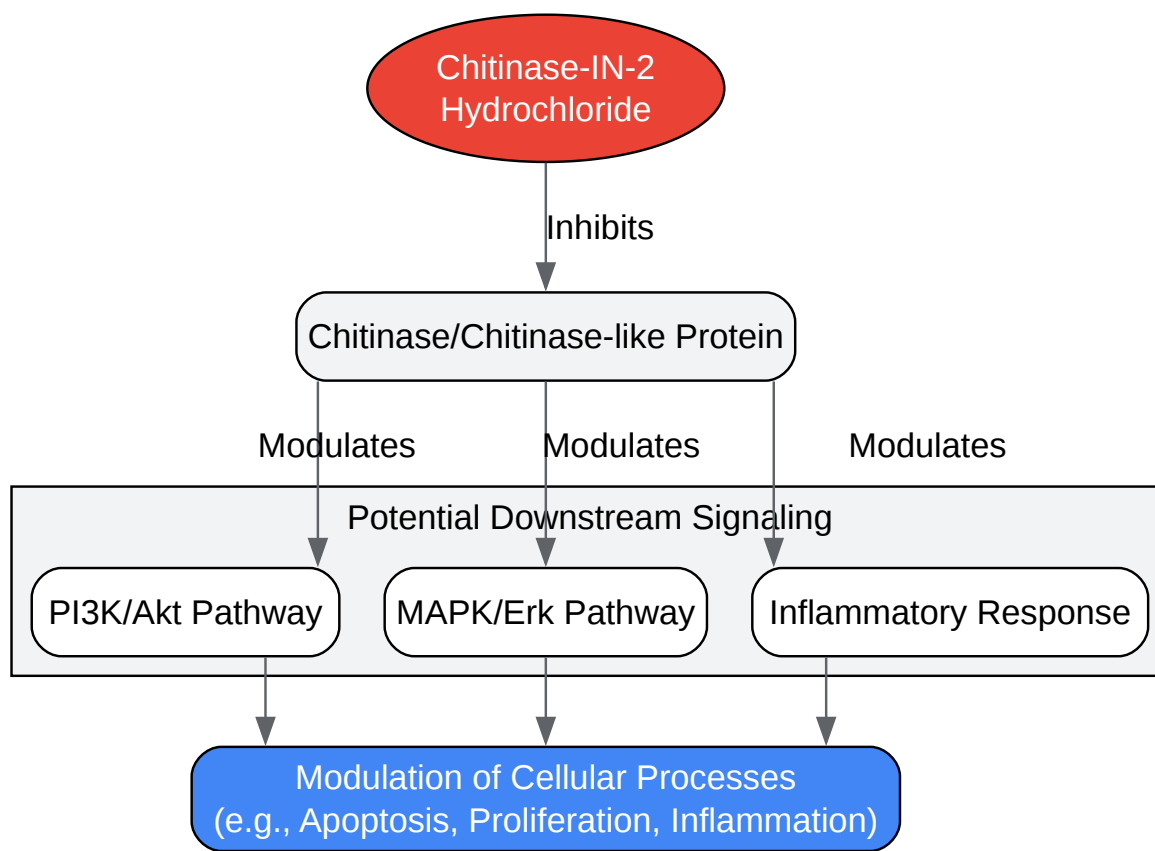 Chitinase-IN-2
Hydrochloride
Inhibits
Chitinase/Chitinase-like Protein
Modulates
Modulates
Modulates
Potential Downstream Signaling
PI3K/Akt Pathway
MAPK/Erk Pathway
Inflammatory Response
Modulation of Cellular Processes
(e.g., Apoptosis, Proliferation, Inflammation)